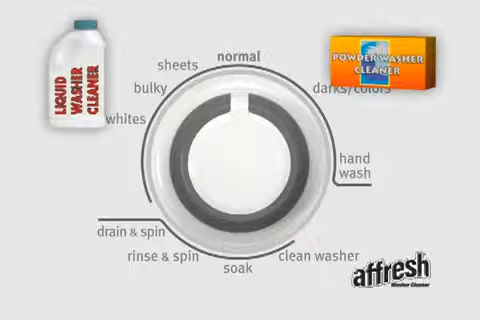 normal
sheets
bulky
whites
darks/colors
hand
wash
drain & spin
rinse & spin
soak
clean washer
LIQUID
WASHER
CLEANER
POWDER WASHER
CLEANER
affresh
Washer Cleaner